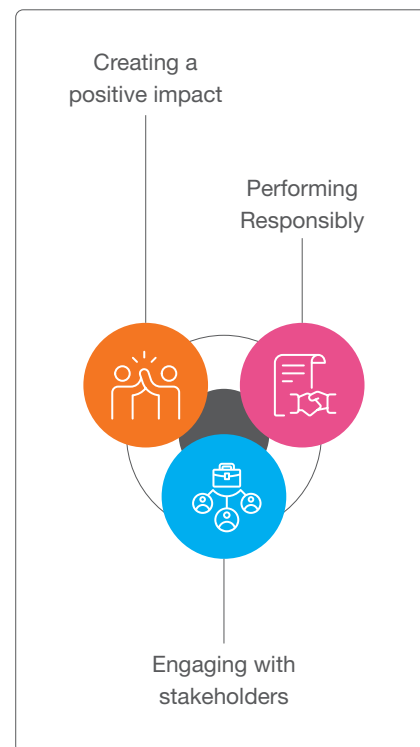 Creating a
positive impact
Performing
Responsibly
Engaging with
stakeholders